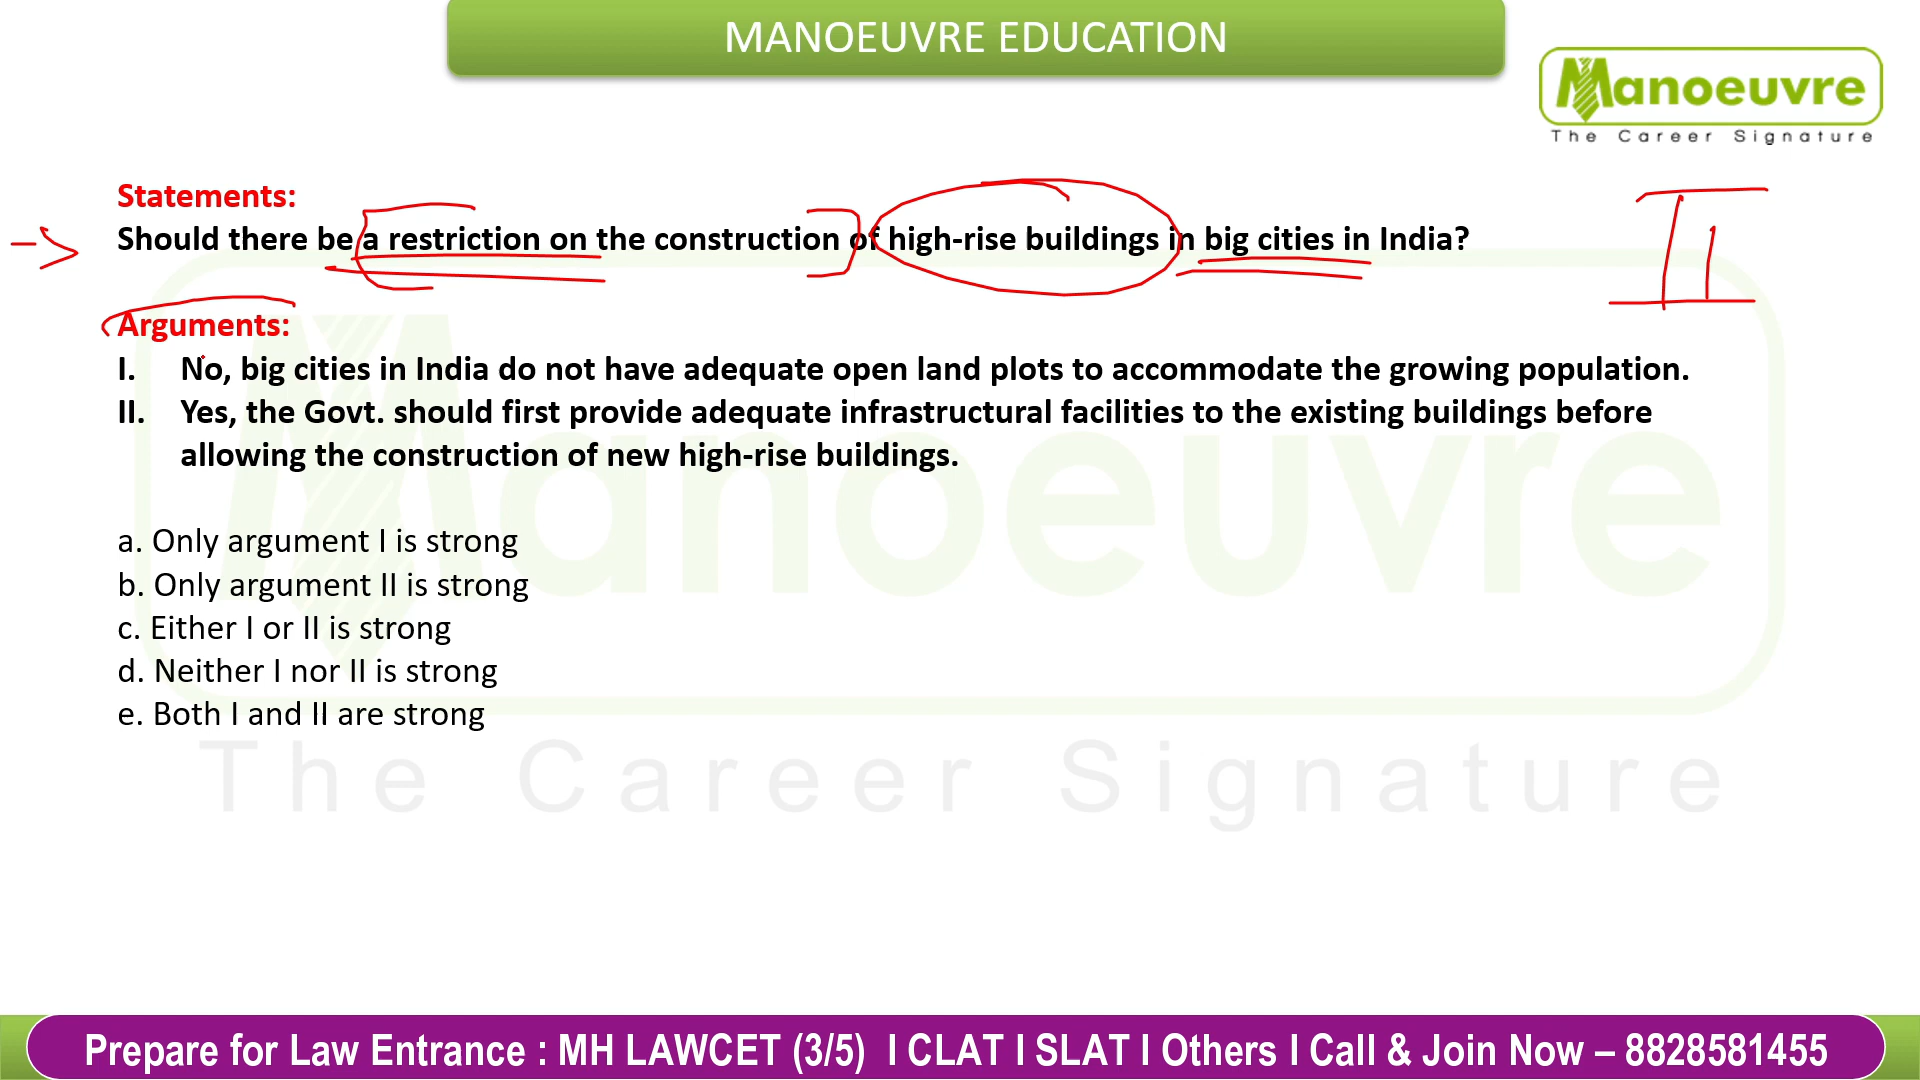 MANOEUVRE EDUCATION
Manoeuvre
The Career Signature
Statements:
Should there be a restriction on the construction of high-rise buildings in big cities in India?
II
Arguments:
I. No, big cities in India do not have adequate open land plots to accommodate the growing population.
II. Yes, the Govt. should first provide adequate infrastructural facilities to the existing buildings before
allowing the construction of new high-rise buildings.
a. Only argument I is strong
b. Only argument II is strong
c. Either I or II is strong
d. Neither I nor II is strong
e. Both I and II are strong
Manoeuvre
The Career Signature
Prepare for Law Entrance : MH LAWCET (3/5) I CLAT I SLAT I Others I Call & Join Now – 8828581455